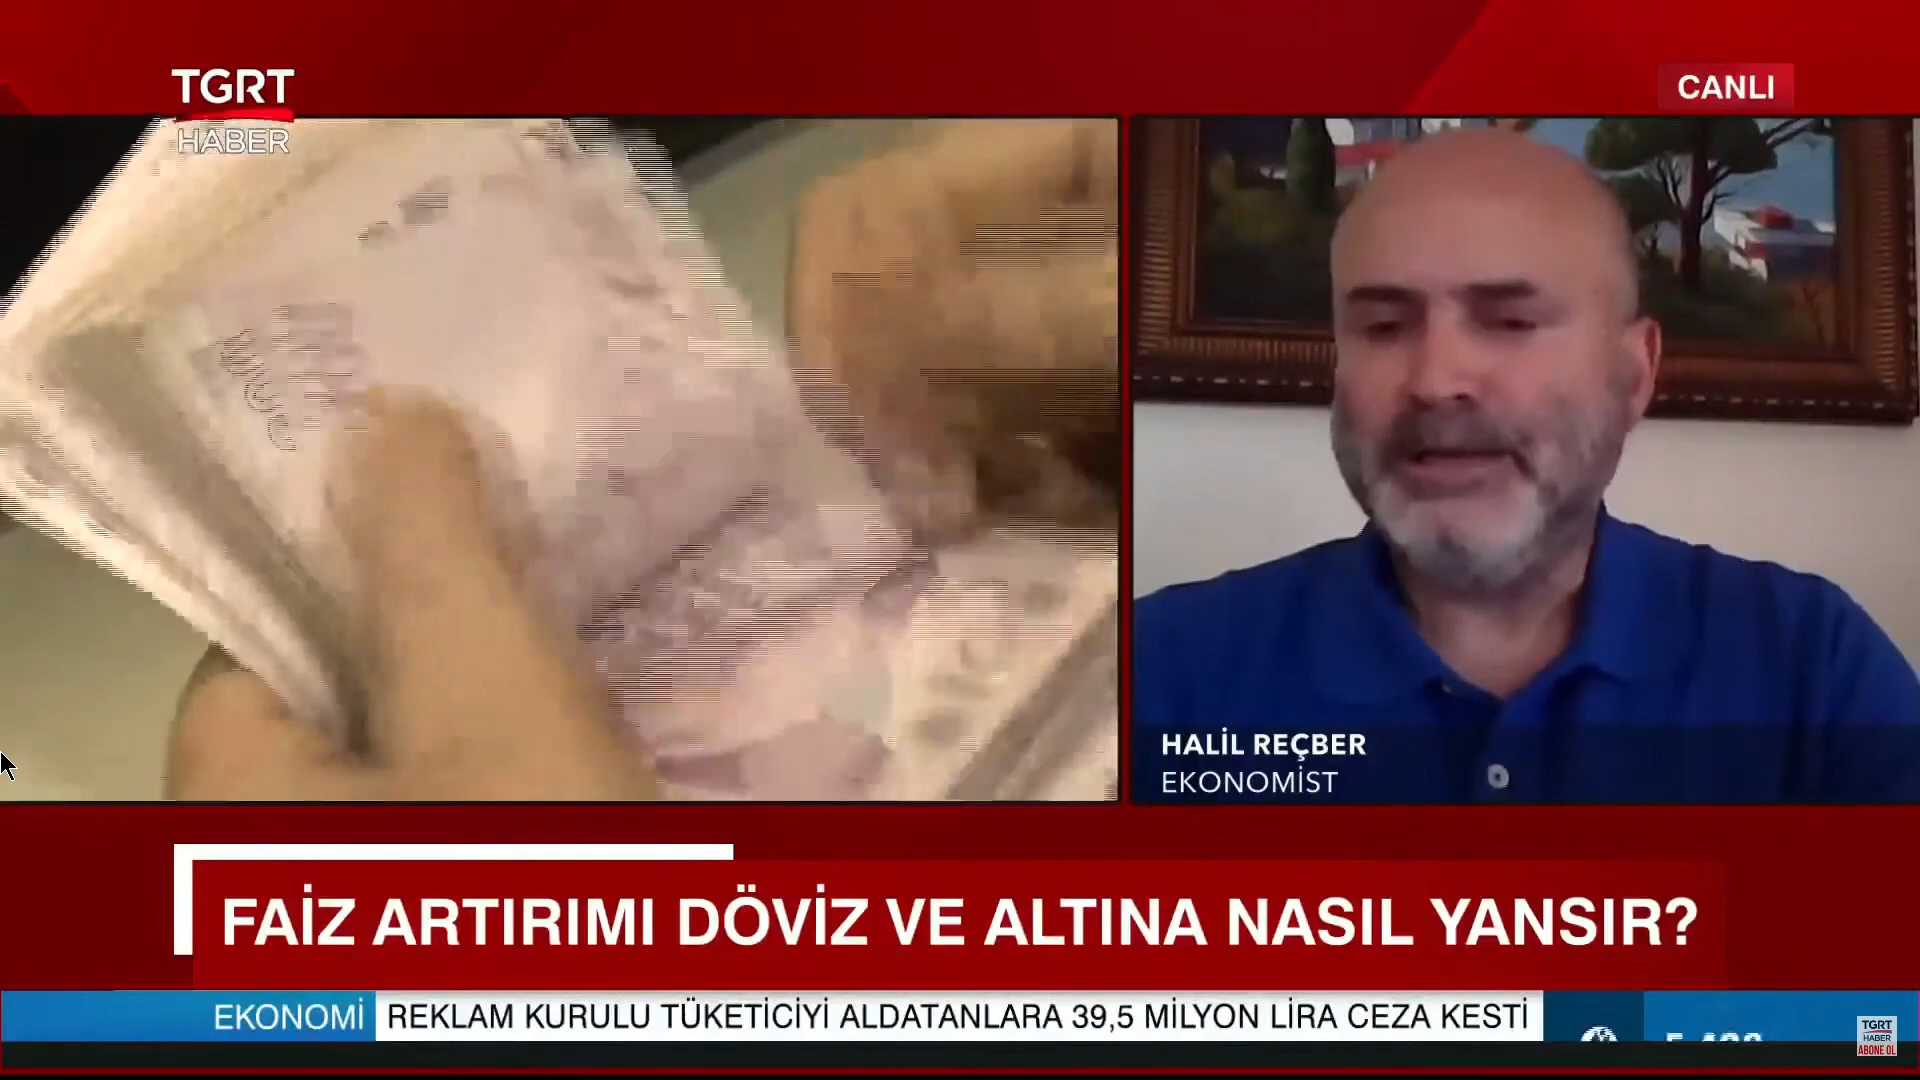 TGRT
HABER
CANLI
HALİL REÇBER
EKONOMİST
FAİZ ARTIRIMI DÖVİZ VE ALTINA NASIL YANSIR?
EKONOMİ
REKLAM KURULU TÜKETİCİYİ ALDATANLARA 39,5 MİLYON LİRA CEZA KESTİ
TGRT
HABER
ABONE OL